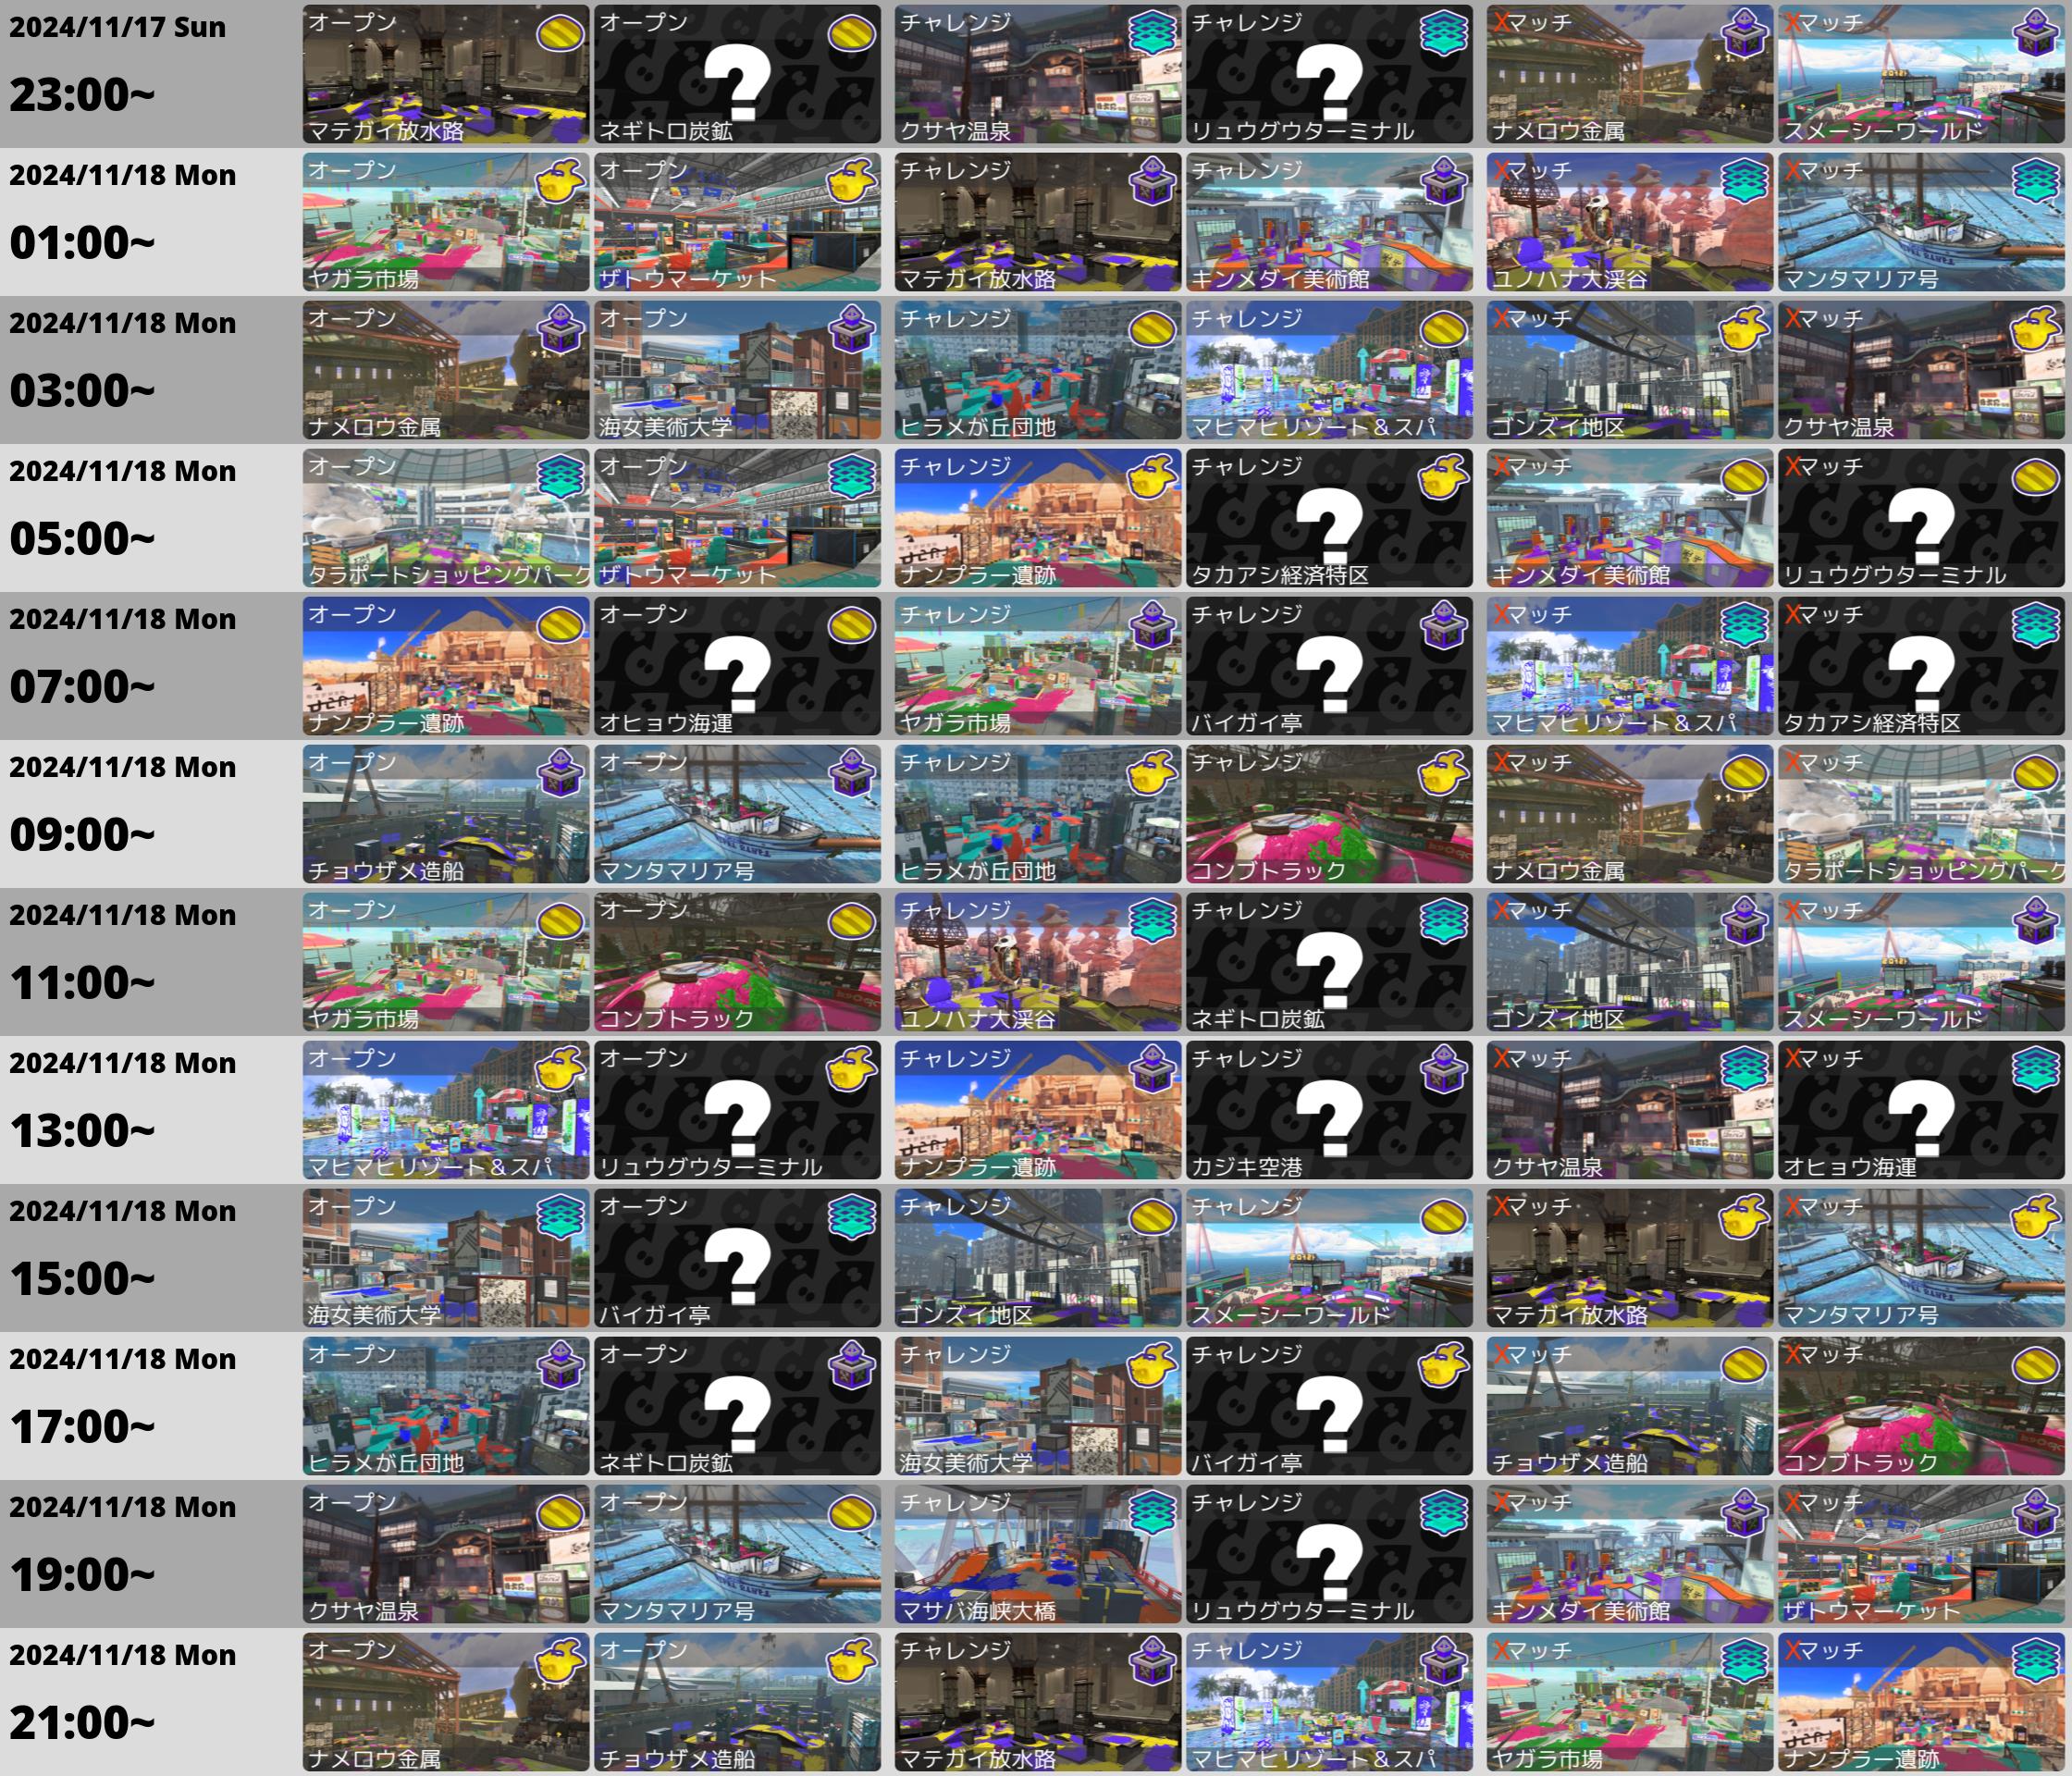 2024/11/17 Sun
23:00~
オープン オープン チャレンジ チャレンジ Xマッチ Xマッチ
マテガイ放水路 ネギトロ炭鉱 クサヤ温泉 リュウグウターミナル ナメロウ金属 スメーシーワールド
2024/11/18 Mon
01:00~
オープン オープン チャレンジ チャレンジ Xマッチ Xマッチ
ヤガラ市場 ザトウマーケット マテガイ放水路 キンメダイ美術館 ユノハナ大渓谷 マンタマリア号
2024/11/18 Mon
03:00~
オープン オープン チャレンジ チャレンジ Xマッチ Xマッチ
ナメロウ金属 海女美術大学 ヒラメが丘団地 マヒマヒリゾート&スパ ゴンズイ地区 クサヤ温泉
2024/11/18 Mon
05:00~
オープン オープン チャレンジ チャレンジ Xマッチ Xマッチ
タラポートショッピングパーク ザトウマーケット ナンプラー遺跡 タカアシ経済特区 キンメダイ美術館 リュウグウターミナル
2024/11/18 Mon
07:00~
オープン オープン チャレンジ チャレンジ Xマッチ Xマッチ
ナンプラー遺跡 オヒョウ海運 ヤガラ市場 バイガイ亭 マヒマヒリゾート&スパ タカアシ経済特区
2024/11/18 Mon
09:00~
オープン オープン チャレンジ チャレンジ Xマッチ Xマッチ
チョウザメ造船 マンタマリア号 ヒラメが丘団地 コンブトラック ナメロウ金属 タラポートショッピングパーク
2024/11/18 Mon
11:00~
オープン オープン チャレンジ チャレンジ Xマッチ Xマッチ
ヤガラ市場 コンブトラック ユノハナ大渓谷 ネギトロ炭鉱 ゴンズイ地区 スメーシーワールド
2024/11/18 Mon
13:00~
オープン オープン チャレンジ チャレンジ Xマッチ Xマッチ
マヒマヒリゾート&スパ リュウグウターミナル ナンプラー遺跡 カジキ空港 クサヤ温泉 オヒョウ海運
2024/11/18 Mon
15:00~
オープン オープン チャレンジ チャレンジ Xマッチ Xマッチ
海女美術大学 バイガイ亭 ゴンズイ地区 スメーシーワールド マテガイ放水路 マンタマリア号
2024/11/18 Mon
17:00~
オープン オープン チャレンジ チャレンジ Xマッチ Xマッチ
ヒラメが丘団地 ネギトロ炭鉱 海女美術大学 バイガイ亭 チョウザメ造船 コンブトラック
2024/11/18 Mon
19:00~
オープン オープン チャレンジ チャレンジ Xマッチ Xマッチ
クサヤ温泉 マンタマリア号 マサバ海峡大橋 リュウグウターミナル キンメダイ美術館 ザトウマーケット
2024/11/18 Mon
21:00~
オープン オープン チャレンジ チャレンジ Xマッチ Xマッチ
ナメロウ金属 チョウザメ造船 マテガイ放水路 マヒマヒリゾート&スパ ヤガラ市場 ナンプラー遺跡